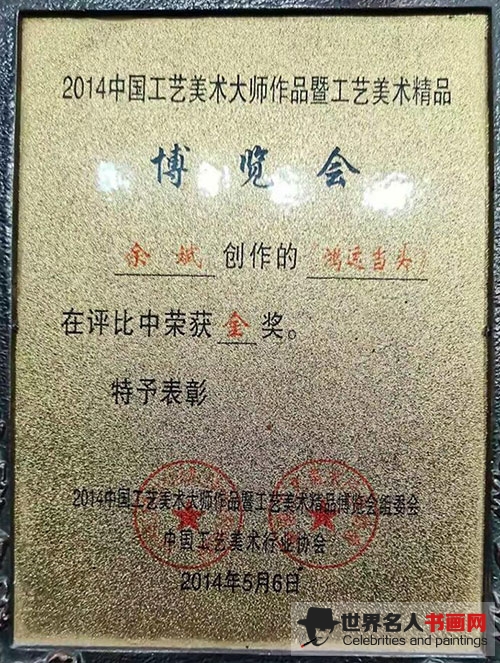 2014中国工艺美术大师作品暨工艺美术精品
博览会
余斌 创作的 "鸿运当头"
在评比中荣获 金 奖。
特予表彰
2014中国工艺美术大师作品暨工艺美术精品博览会组委会
中国工艺美术行业协会
2014年5月6日
世界名人书画网
Celebrities and paintings